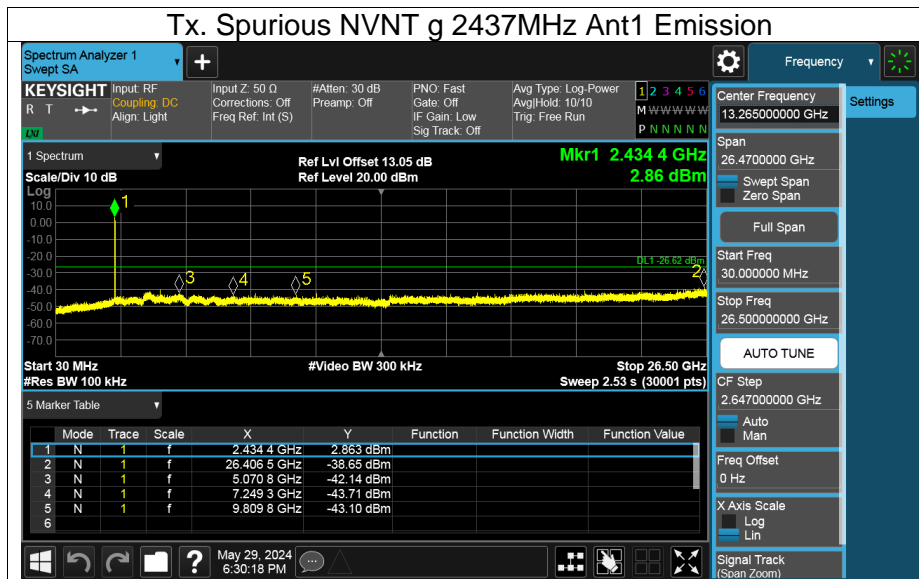 Tx. Spurious NVNT g 2437MHz Ant1 Emission
Spectrum Analyzer 1
Swept SA
+
Frequency
KEYSIGHT
R T
LXI
Input: RF
Coupling: DC
Align: Light
Input Z: 50 Ω
Corrections: Off
Freq Ref: Int (S)
#Atten: 30 dB
Preamp: Off
PNO: Fast
Gate: Off
IF Gain: Low
Sig Track: Off
Avg Type: Log-Power
Avg|Hold: 10/10
Trig: Free Run
1 2 3 4 5 6
M W W W W W
P N N N N N
1 Spectrum
Scale/Div 10 dB
Ref Lvl Offset 13.05 dB
Ref Level 20.00 dBm
Mkr1 2.434 4 GHz
2.86 dBm
Log
10.0
0.00
-10.0
-20.0
-30.0
-40.0
-50.0
-60.0
-70.0
1
3
4
5
DL1 -26.62 dBm
2
Start 30 MHz
#Res BW 100 kHz
#Video BW 300 kHz
Stop 26.50 GHz
Sweep 2.53 s (30001 pts)
5 Marker Table
Mode Trace Scale X Y Function Function Width Function Value
1 N 1 f 2.434 4 GHz 2.863 dBm
2 N 1 f 26.406 5 GHz -38.65 dBm
3 N 1 f 5.070 8 GHz -42.14 dBm
4 N 1 f 7.249 3 GHz -43.71 dBm
5 N 1 f 9.809 8 GHz -43.10 dBm
6
?
May 29, 2024
6:30:18 PM
Center Frequency
13.265000000 GHz
Span
26.4700000 GHz
Swept Span
Zero Span
Full Span
Start Freq
30.000000 MHz
Stop Freq
26.500000000 GHz
AUTO TUNE
CF Step
2.647000000 GHz
Auto
Man
Freq Offset
0 Hz
X Axis Scale
Log
Lin
Signal Track
(Span Zoom)
Settings